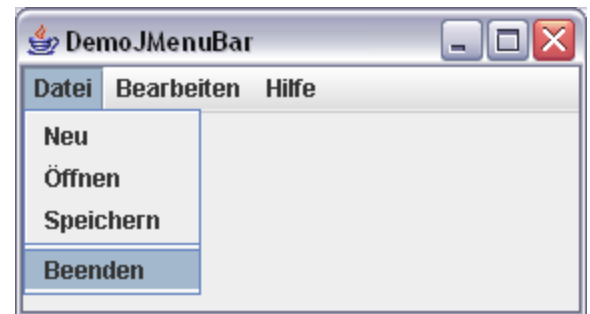 DemoJMenuBar
Datei Bearbeiten Hilfe
Neu
Öffnen
Speichern
Beenden